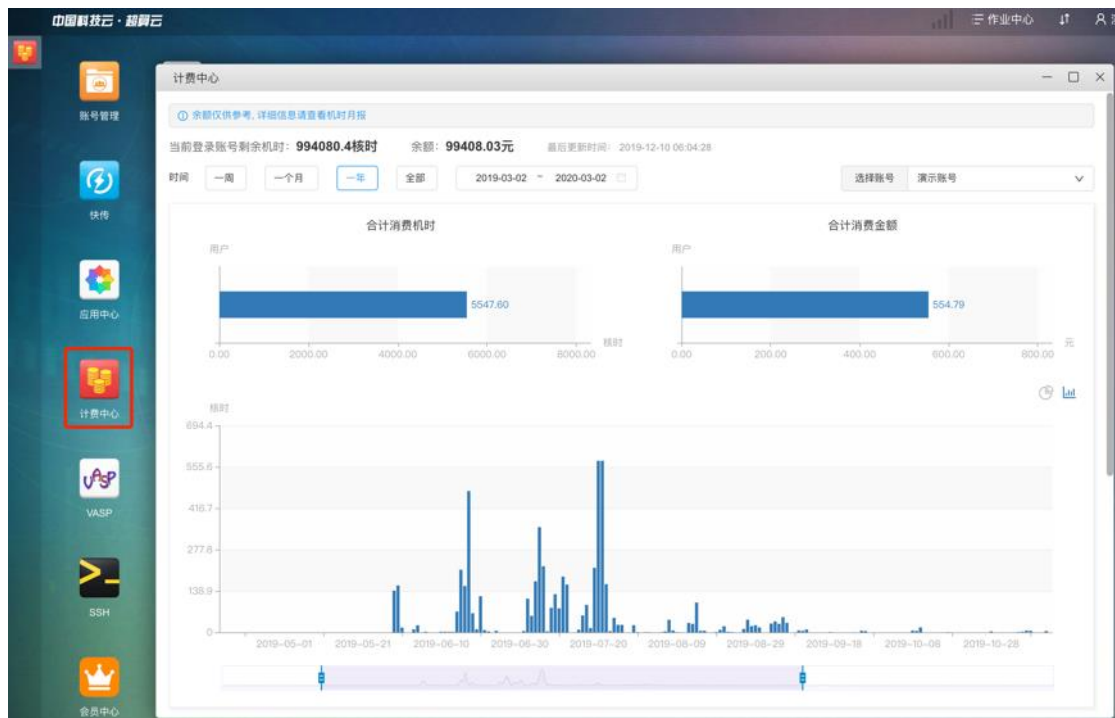 中国科技云·超算云
作业中心
账号管理
快传
应用中心
计费中心
VASP
VASP
SSH
会员中心
计费中心
余额仅供参考, 详细信息请查看机时月报
当前登录账号剩余机时: 994080.4核时 余额: 99408.03元 最后更新时间: 2019-12-10 06:04:28
时间 一周 一个月 一年 全部 2019-03-02 ~ 2020-03-02 选择账号 演示账号
合计消费机时
用户
5547.60
核时
0.00 2000.00 4000.00 6000.00 8000.00
合计消费金额
用户
554.79
元
0.00 200.00 400.00 600.00 800.00
核时
694.4
555.6
416.7
277.8
138.9
0
2019-05-01 2019-05-21 2019-06-10 2019-06-30 2019-07-20 2019-08-09 2019-08-29 2019-09-18 2019-10-08 2019-10-28